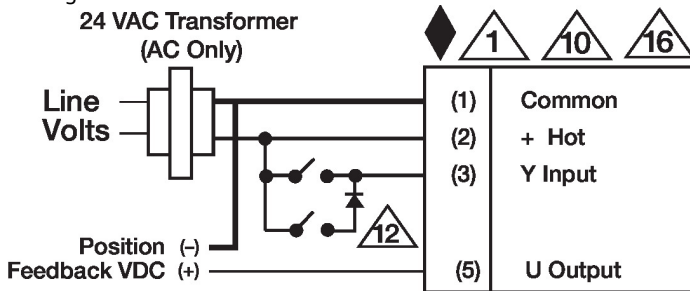 24 VAC Transformer
(AC Only)
1 10 16
Line
Volts
(1) Common
(2) + Hot
(3) Y Input
12
Position (–)
Feedback VDC (+)
(5) U Output